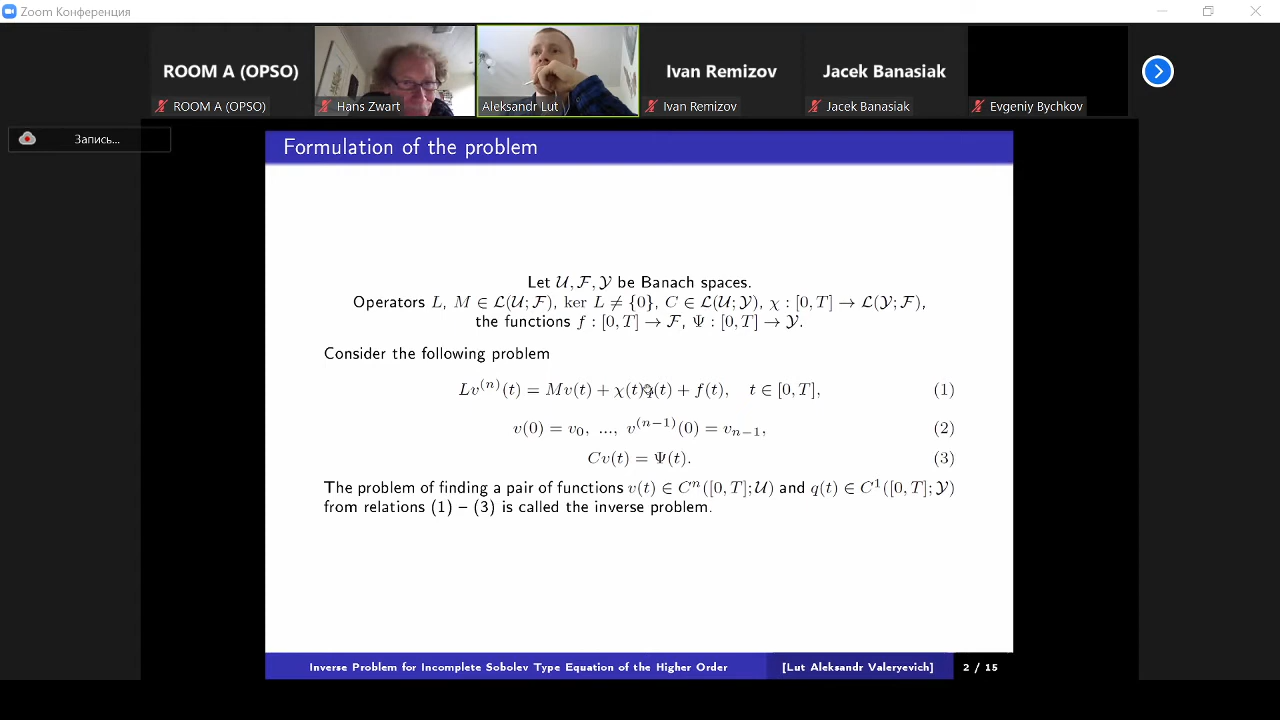 Zoom Конференция
ROOM A (OPSO)
Ivan Remizov
Jacek Banasiak
ROOM A (OPSO)
Hans Zwart
Aleksandr Lut
Ivan Remizov
Jacek Banasiak
Evgeniy Bychkov
Запись...
Formulation of the problem
Let 𝒰, ℱ, 𝒴 be Banach spaces.
Operators L, M ∈ ℒ(𝒰; ℱ), ker L ≠ {0}, C ∈ ℒ(𝒰; 𝒴), χ : [0, T] → ℒ(𝒴; ℱ),
the functions f : [0, T] → ℱ, Ψ : [0, T] → 𝒴.
Consider the following problem
Lv⁽ⁿ⁾(t) = Mv(t) + χ(t)q(t) + f(t), t ∈ [0, T], (1)
v(0) = v₀, ..., v⁽ⁿ⁻¹⁾(0) = vₙ₋₁, (2)
Cv(t) = Ψ(t). (3)
The problem of finding a pair of functions v(t) ∈ Cⁿ([0, T]; 𝒰) and q(t) ∈ C¹([0, T]; 𝒴)
from relations (1) – (3) is called the inverse problem.
Inverse Problem for Incomplete Sobolev Type Equation of the Higher Order [Lut Aleksandr Valeryevich] 2 / 15